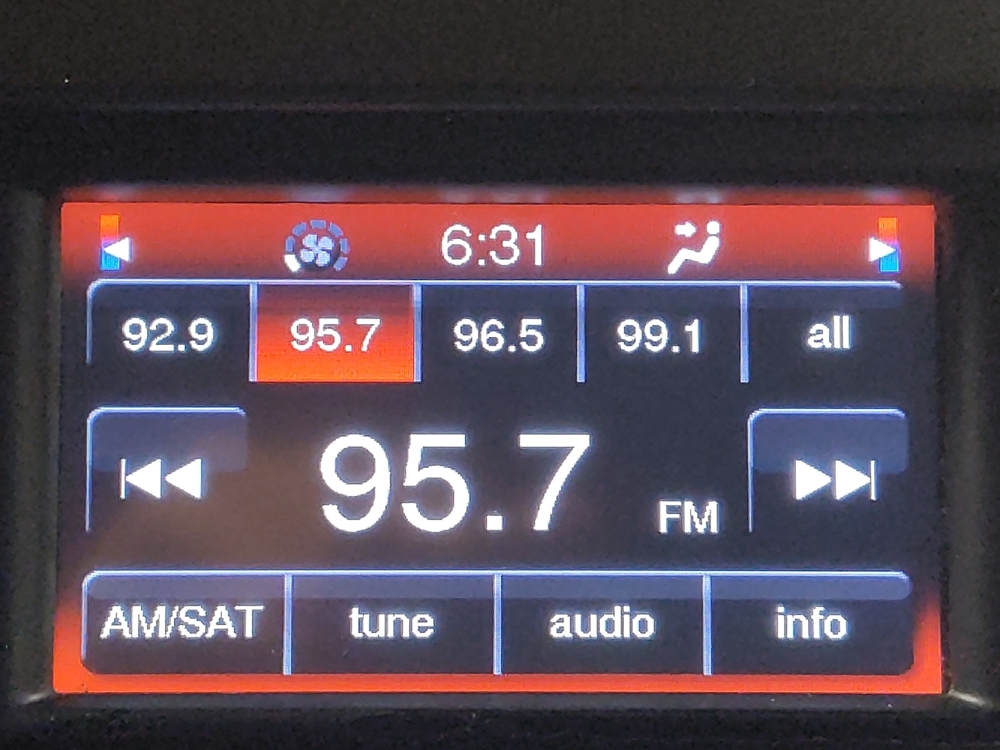 6:31
92.9 95.7 96.5 99.1 all
95.7 FM
AM/SAT tune audio info